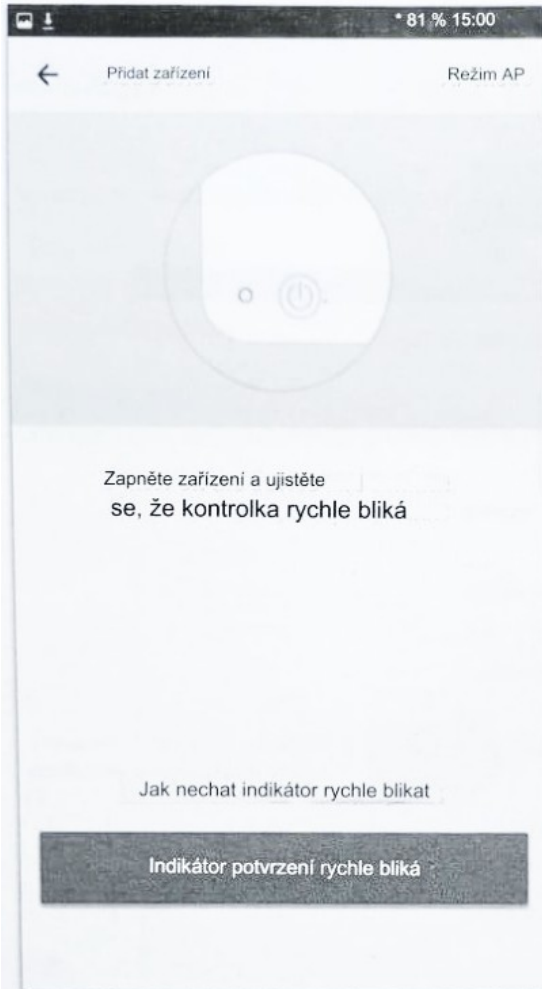 * 81 % 15:00
Přidat zařízení
Režim AP
Zapněte zařízení a ujistěte
se, že kontrolka rychle bliká
Jak nechat indikátor rychle blikat
Indikátor potvrzení rychle bliká